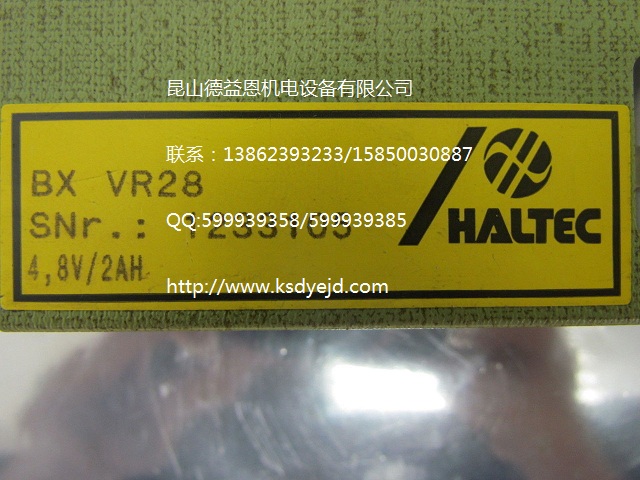 昆山德益恩机电设备有限公司
联系：13862393233/15850030887
BX VR28
HALTEC
SNr.:
QQ:599939358/599939385
4,8V/2AH
http://www.ksdyejd.com